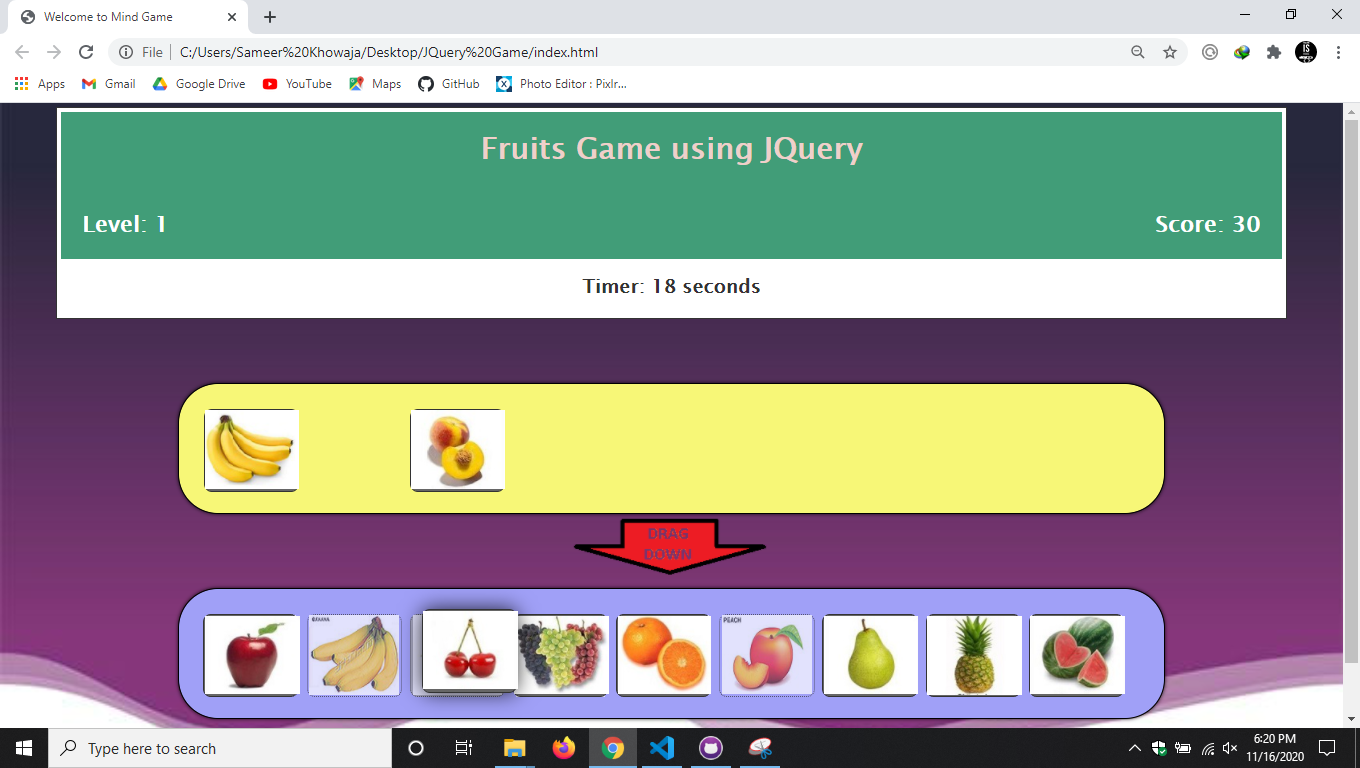 Welcome to Mind Game
File C:/Users/Sameer%20Khowaja/Desktop/JQuery%20Game/index.html
Apps Gmail Google Drive YouTube Maps GitHub Photo Editor : Pixlr...
Fruits Game using JQuery
Level: 1 Score: 30
Timer: 18 seconds
DRAG
DOWN
BANANA PEACH
Type here to search
6:20 PM
11/16/2020